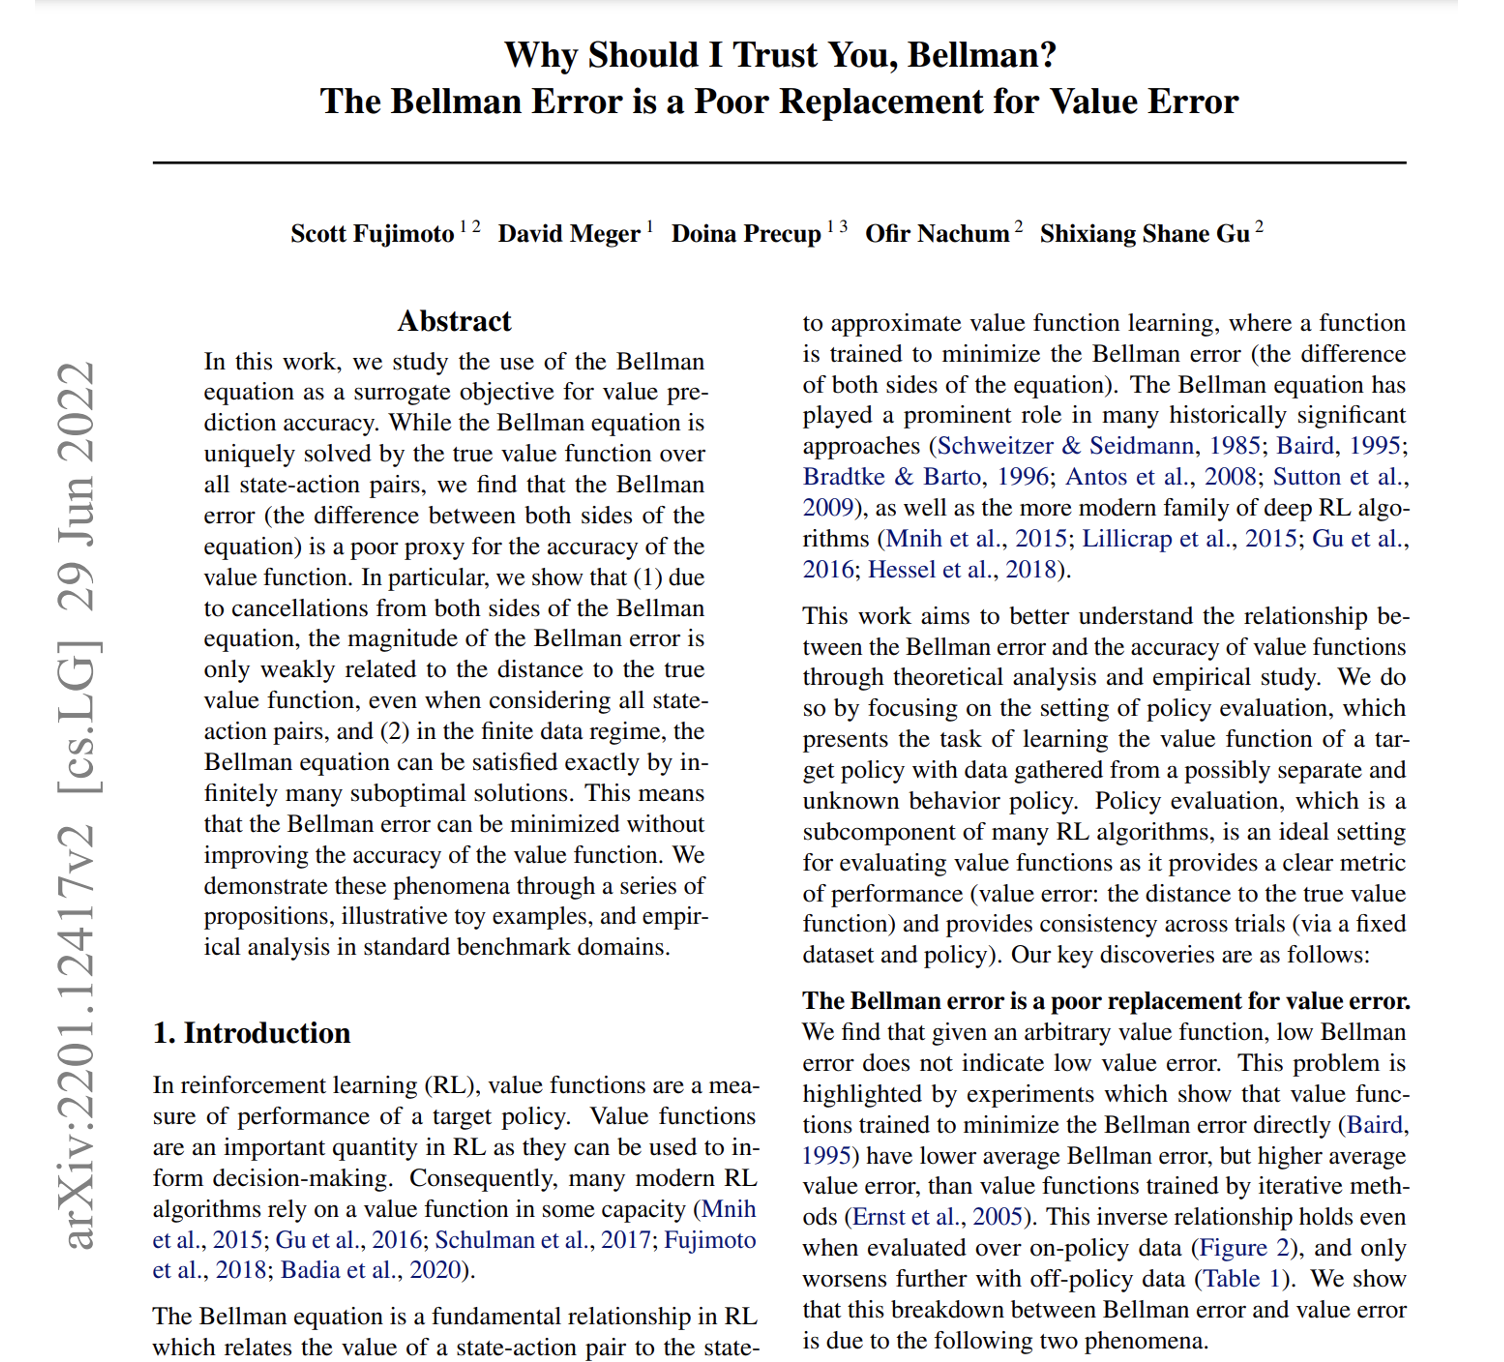 Why Should I Trust You, Bellman?
The Bellman Error is a Poor Replacement for Value Error
Scott Fujimoto 1 2 David Meger 1 Doina Precup 1 3 Ofir Nachum 2 Shixiang Shane Gu 2
arXiv:2201.12417v2 [cs.LG] 29 Jun 2022
Abstract
In this work, we study the use of the Bellman
equation as a surrogate objective for value pre-
diction accuracy. While the Bellman equation is
uniquely solved by the true value function over
all state-action pairs, we find that the Bellman
error (the difference between both sides of the
equation) is a poor proxy for the accuracy of the
value function. In particular, we show that (1) due
to cancellations from both sides of the Bellman
equation, the magnitude of the Bellman error is
only weakly related to the distance to the true
value function, even when considering all state-
action pairs, and (2) in the finite data regime, the
Bellman equation can be satisfied exactly by in-
finitely many suboptimal solutions. This means
that the Bellman error can be minimized without
improving the accuracy of the value function. We
demonstrate these phenomena through a series of
propositions, illustrative toy examples, and empir-
ical analysis in standard benchmark domains.
1. Introduction
In reinforcement learning (RL), value functions are a mea-
sure of performance of a target policy. Value functions
are an important quantity in RL as they can be used to in-
form decision-making. Consequently, many modern RL
algorithms rely on a value function in some capacity (Mnih
et al., 2015; Gu et al., 2016; Schulman et al., 2017; Fujimoto
et al., 2018; Badia et al., 2020).
The Bellman equation is a fundamental relationship in RL
which relates the value of a state-action pair to the state-
to approximate value function learning, where a function
is trained to minimize the Bellman error (the difference
of both sides of the equation). The Bellman equation has
played a prominent role in many historically significant
approaches (Schweitzer & Seidmann, 1985; Baird, 1995;
Bradtke & Barto, 1996; Antos et al., 2008; Sutton et al.,
2009), as well as the more modern family of deep RL algo-
rithms (Mnih et al., 2015; Lillicrap et al., 2015; Gu et al.,
2016; Hessel et al., 2018).
This work aims to better understand the relationship be-
tween the Bellman error and the accuracy of value functions
through theoretical analysis and empirical study. We do
so by focusing on the setting of policy evaluation, which
presents the task of learning the value function of a tar-
get policy with data gathered from a possibly separate and
unknown behavior policy. Policy evaluation, which is a
subcomponent of many RL algorithms, is an ideal setting
for evaluating value functions as it provides a clear metric
of performance (value error: the distance to the true value
function) and provides consistency across trials (via a fixed
dataset and policy). Our key discoveries are as follows:
The Bellman error is a poor replacement for value error.
We find that given an arbitrary value function, low Bellman
error does not indicate low value error. This problem is
highlighted by experiments which show that value func-
tions trained to minimize the Bellman error directly (Baird,
1995) have lower average Bellman error, but higher average
value error, than value functions trained by iterative meth-
ods (Ernst et al., 2005). This inverse relationship holds even
when evaluated over on-policy data (Figure 2), and only
worsens further with off-policy data (Table 1). We show
that this breakdown between Bellman error and value error
is due to the following two phenomena.